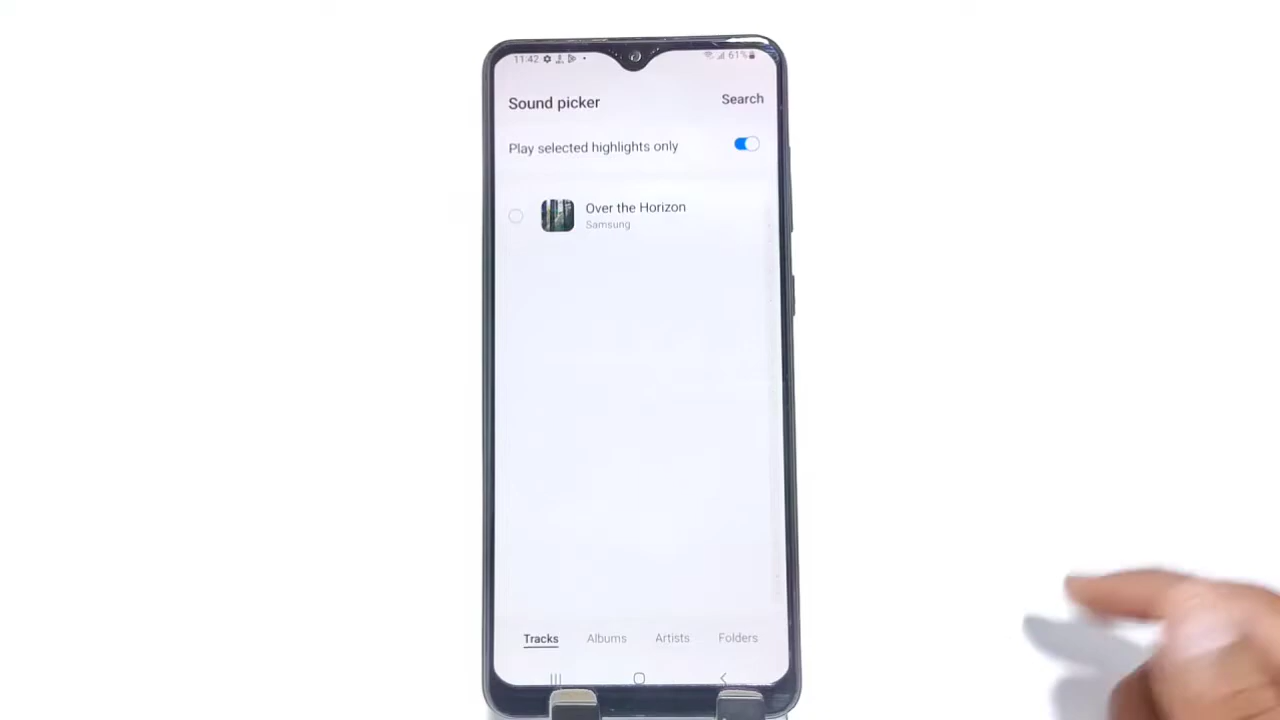 11:42
61%
Sound picker
Search
Play selected highlights only
Over the Horizon
Samsung
Tracks
Albums
Artists
Folders